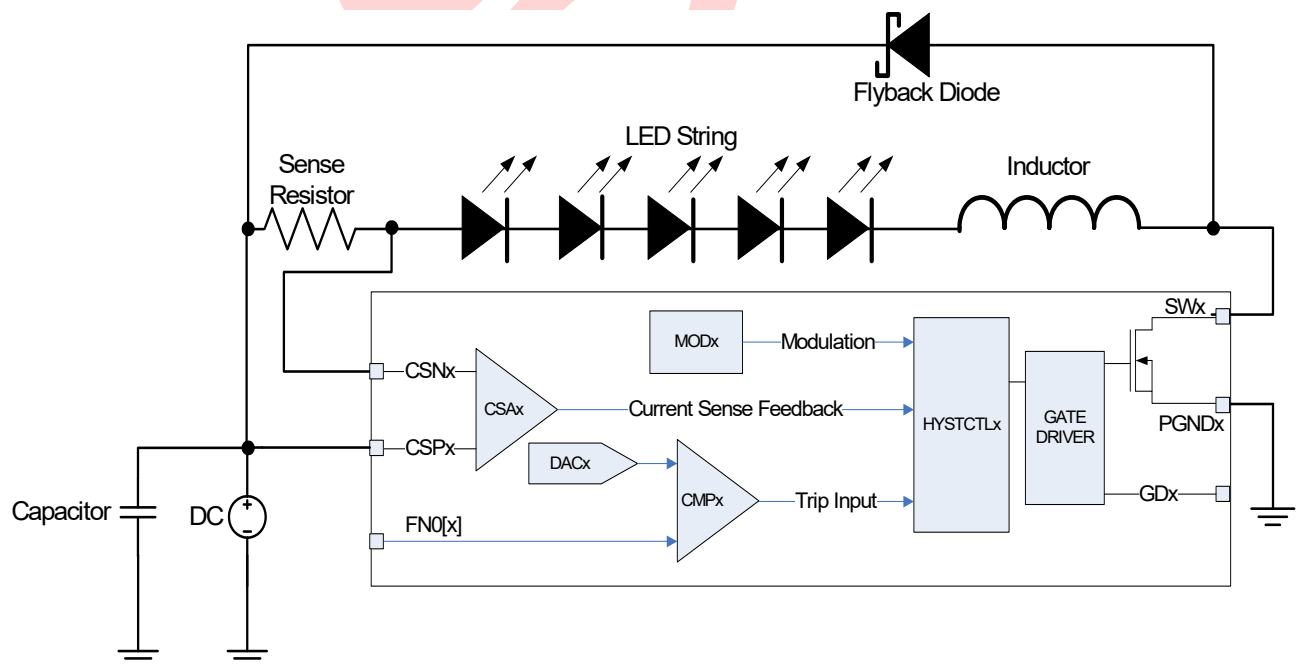 Flyback Diode
LED String
Sense
Resistor
Inductor
SWx
MODx
Modulation
CSNx
CSAx
Current Sense Feedback
HYSTCTLx
GATE
DRIVER
PGNDx
CSPx
DACx
CMPx
Trip Input
GDx
Capacitor
DC
+
-
FN0[x]